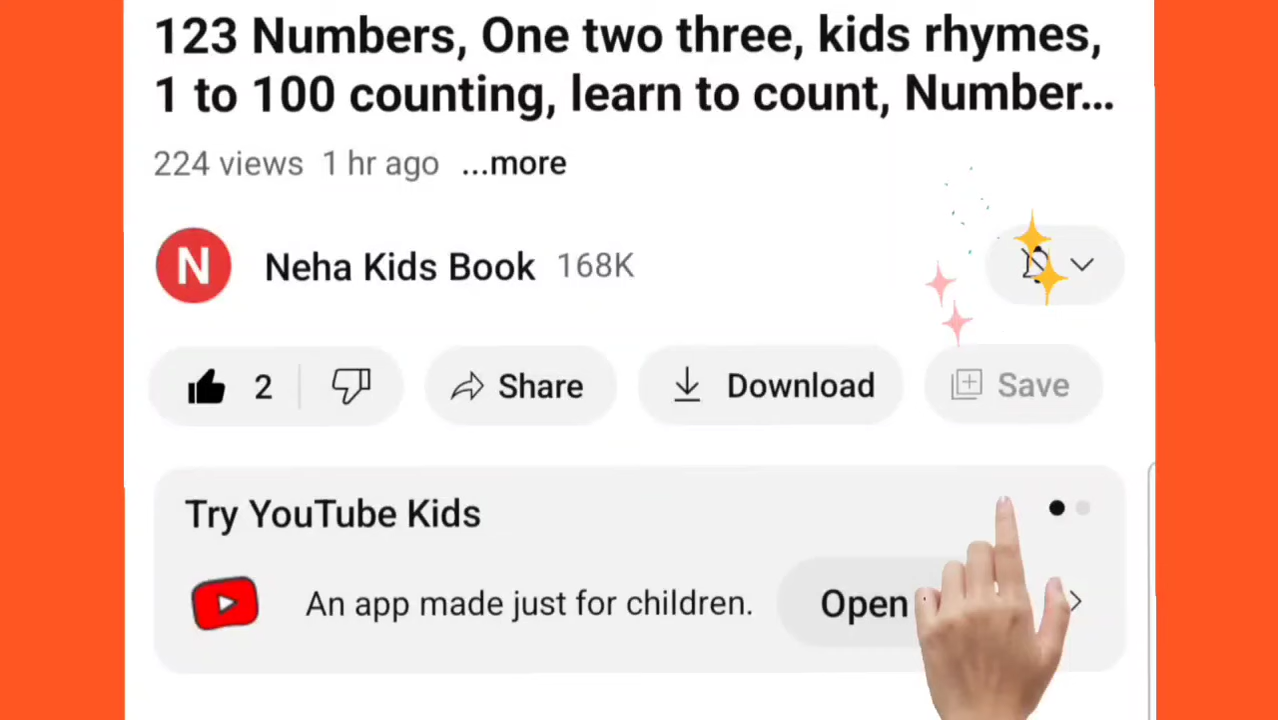 123 Numbers, One two three, kids rhymes,
1 to 100 counting, learn to count, Number...
224 views 1 hr ago ...more
N Neha Kids Book 168K
2 Share Download Save
Try YouTube Kids
An app made just for children. Open